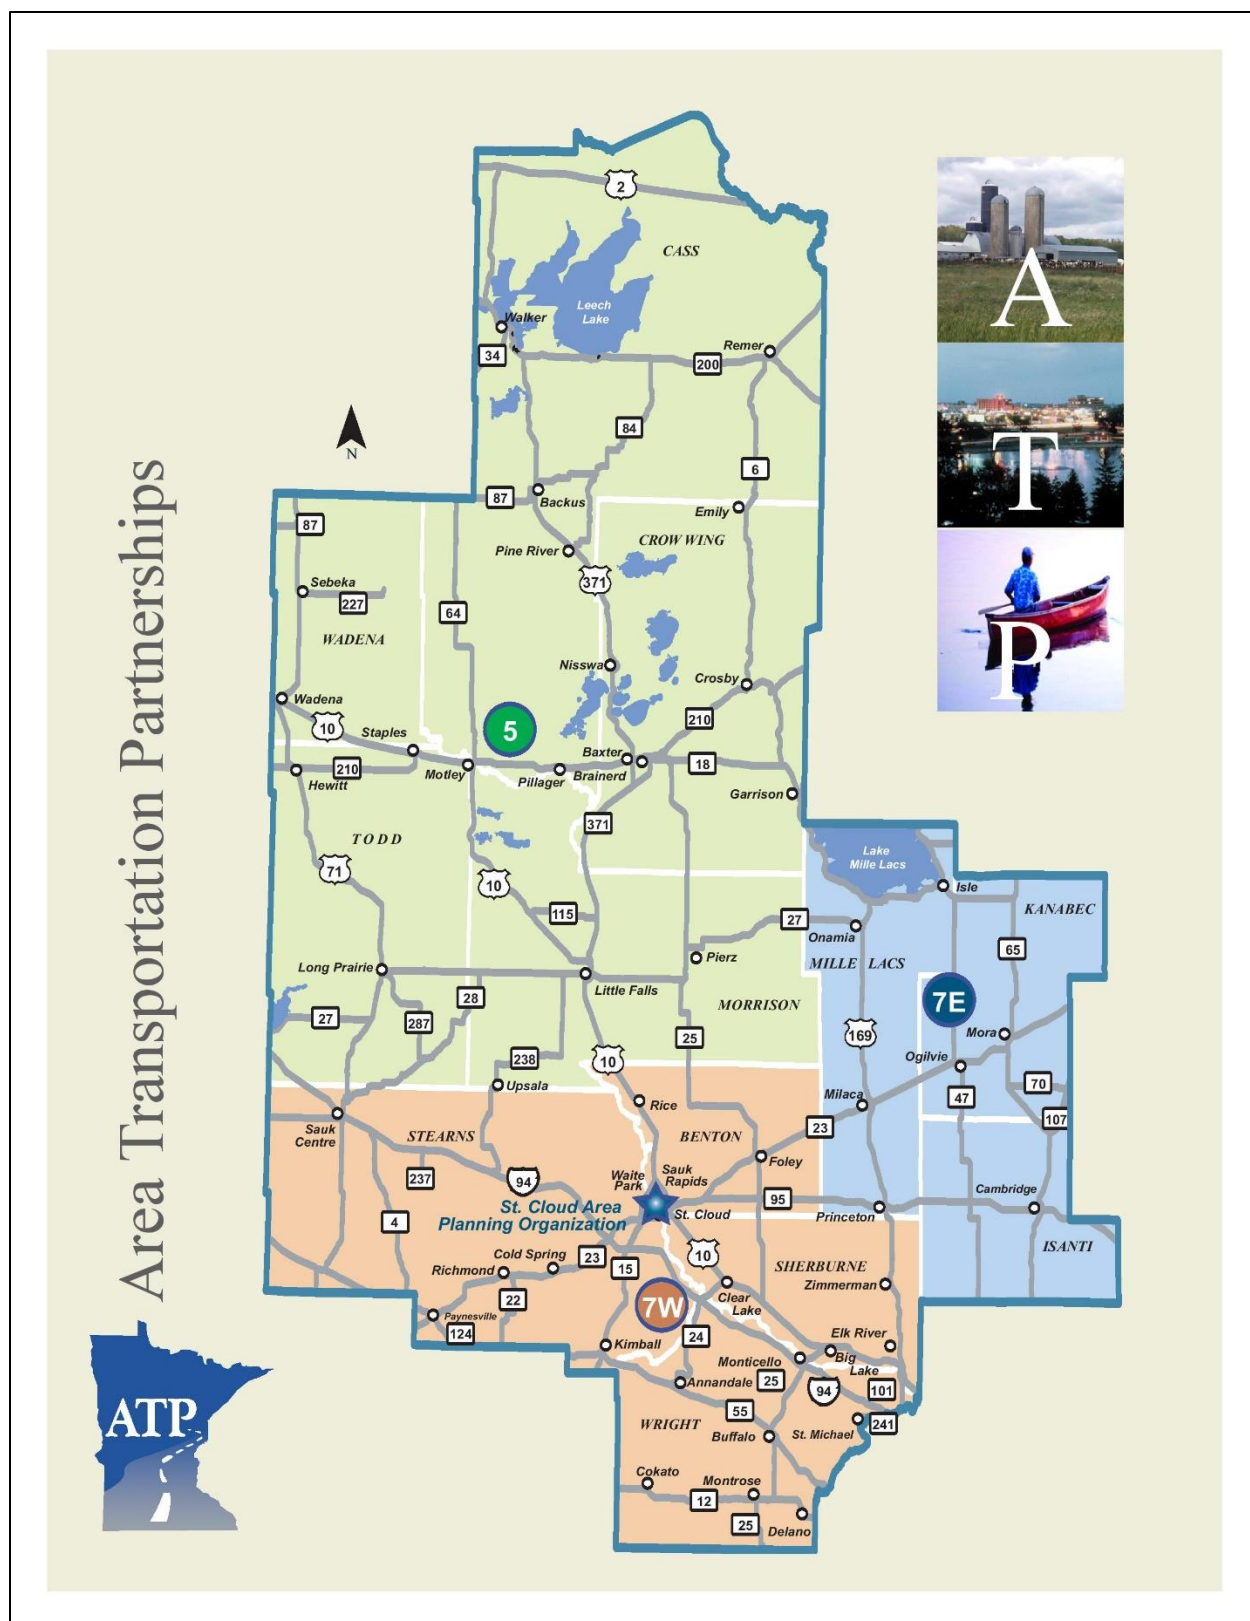 Area Transportation Partnerships
A
T
P
2
CASS
Leech
Lake
Walker
34
Remer
200
N
84
6
87
Backus
Emily
87
CROW WING
Pine River
371
Sebeka
227
64
WADENA
Nisswa
Crosby
Wadena
10
Staples
5
210
Baxter
210
Hewitt
Motley
Pillager
Brainerd
18
Garrison
371
TODD
71
10
Lake
Mille Lacs
Isle
115
27
KANABEC
Onamia
65
Long Prairie
Pierz
MILLE LACS
Little Falls
28
MORRISON
7E
27
287
169
Mora
25
238
10
Ogilvie
Upsala
70
47
Rice
Milaca
107
Sauk
Centre
STEARNS
BENTON
23
Foley
237
94
Waite
Park
Sauk
Rapids
95
Cambridge
St. Cloud Area
Planning Organization
St. Cloud
Princeton
4
10
ISANTI
Cold Spring
23
15
SHERBURNE
Richmond
Zimmerman
22
7W
Clear
Lake
Paynesville
124
24
Kimball
Elk River
Monticello
Big
Lake
Annandale
25
94
101
55
WRIGHT
Buffalo
St. Michael
241
Cokato
Montrose
12
25
Delano
ATP